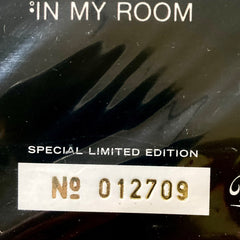 :IN MY ROOM
SPECIAL LIMITED EDITION
Nº 012709